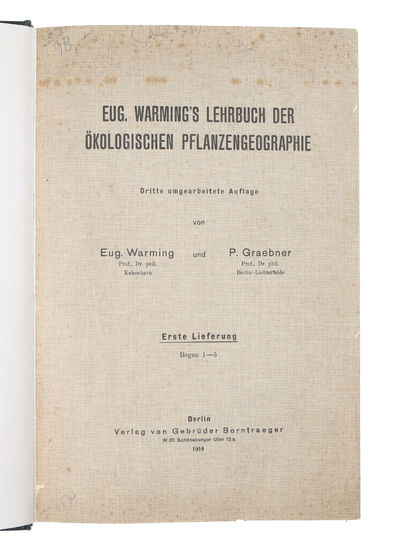 EUG. WARMING'S LEHRBUCH DER
ÖKOLOGISCHEN PFLANZENGEOGRAPHIE
Dritte umgearbeitete Auflage
von
Eug. Warming und P. Graebner
Prof., Dr. phil. Prof., Dr. phil.
København Berlin-Lichterfelde
Erste Lieferung
Bogen 1—5
Berlin
Verlag von Gebrüder Borntraeger
W 35 Schöneberger Ufer 12a
1914